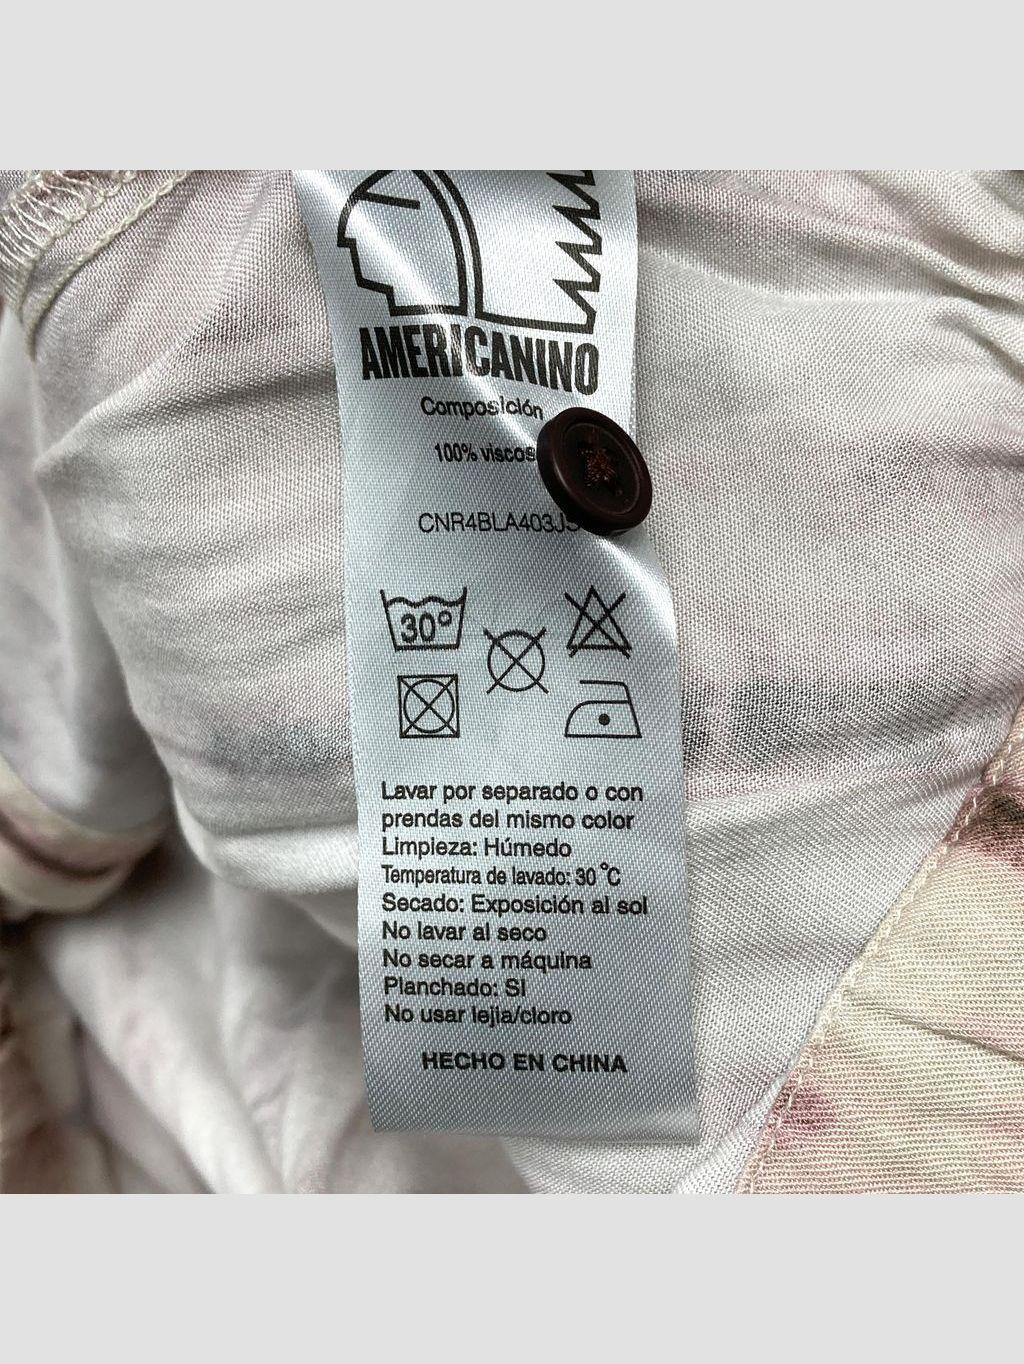 AMERICANINO
Composición
100% viscos
CNR4BLA403J
30°
Lavar por separado o con
prendas del mismo color
Limpieza: Húmedo
Temperatura de lavado: 30 °C
Secado: Exposición al sol
No lavar al seco
No secar a máquina
Planchado: SI
No usar lejía/cloro
HECHO EN CHINA